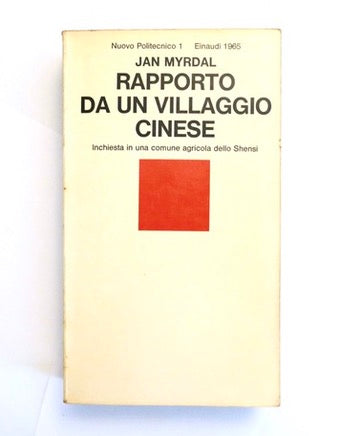 Nuovo Politecnico 1 Einaudi 1965
JAN MYRDAL
RAPPORTO
DA UN VILLAGGIO
CINESE
Inchiesta in una comune agricola dello Shensi